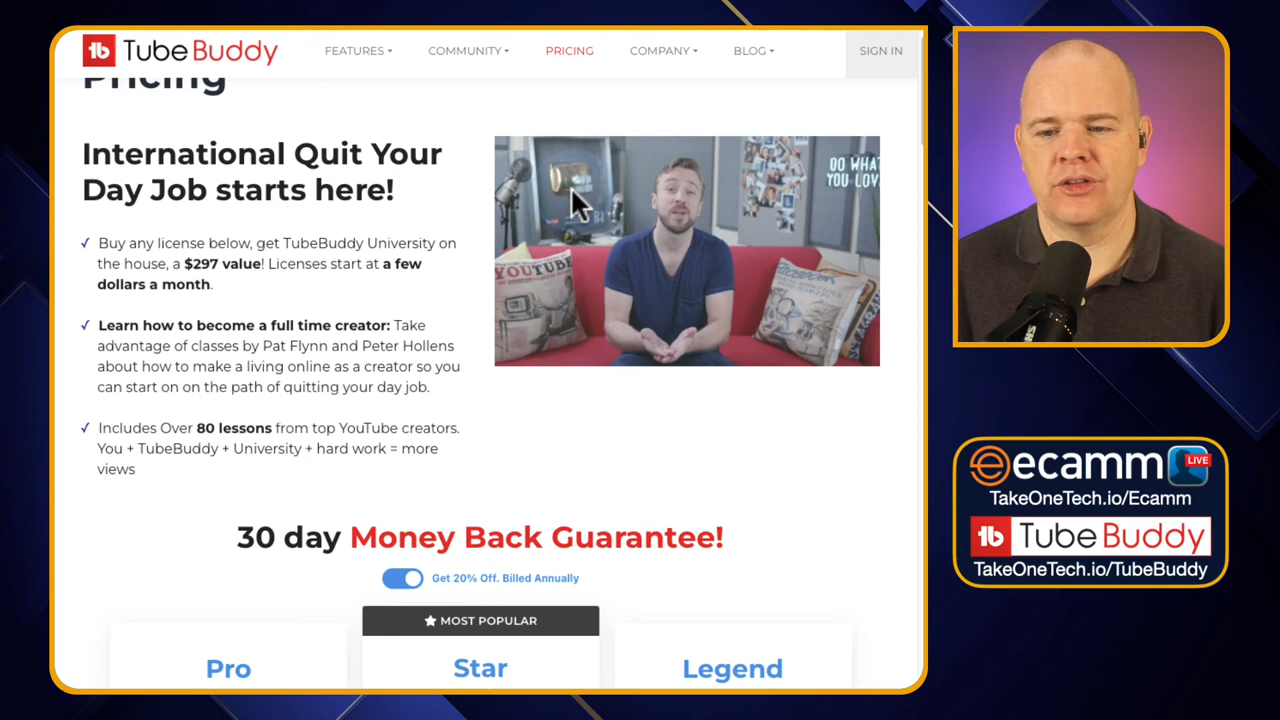 TubeBuddy
FEATURES
COMMUNITY
PRICING
COMPANY
BLOG
SIGN IN
Pricing
International Quit Your
Day Job starts here!
✓ Buy any license below, get TubeBuddy University on
the house, a $297 value! Licenses start at a few
dollars a month.
✓ Learn how to become a full time creator: Take
advantage of classes by Pat Flynn and Peter Hollens
about how to make a living online as a creator so you
can start on on the path of quitting your day job.
✓ Includes Over 80 lessons from top YouTube creators.
You + TubeBuddy + University + hard work = more
views
DO WHAT
YOU LOV
YOUTUBE
facebook
30 day Money Back Guarantee!
Get 20% Off. Billed Annually
MOST POPULAR
Pro
Star
Legend
ecamm
LIVE
TakeOneTech.io/Ecamm
TubeBuddy
TakeOneTech.io/TubeBuddy